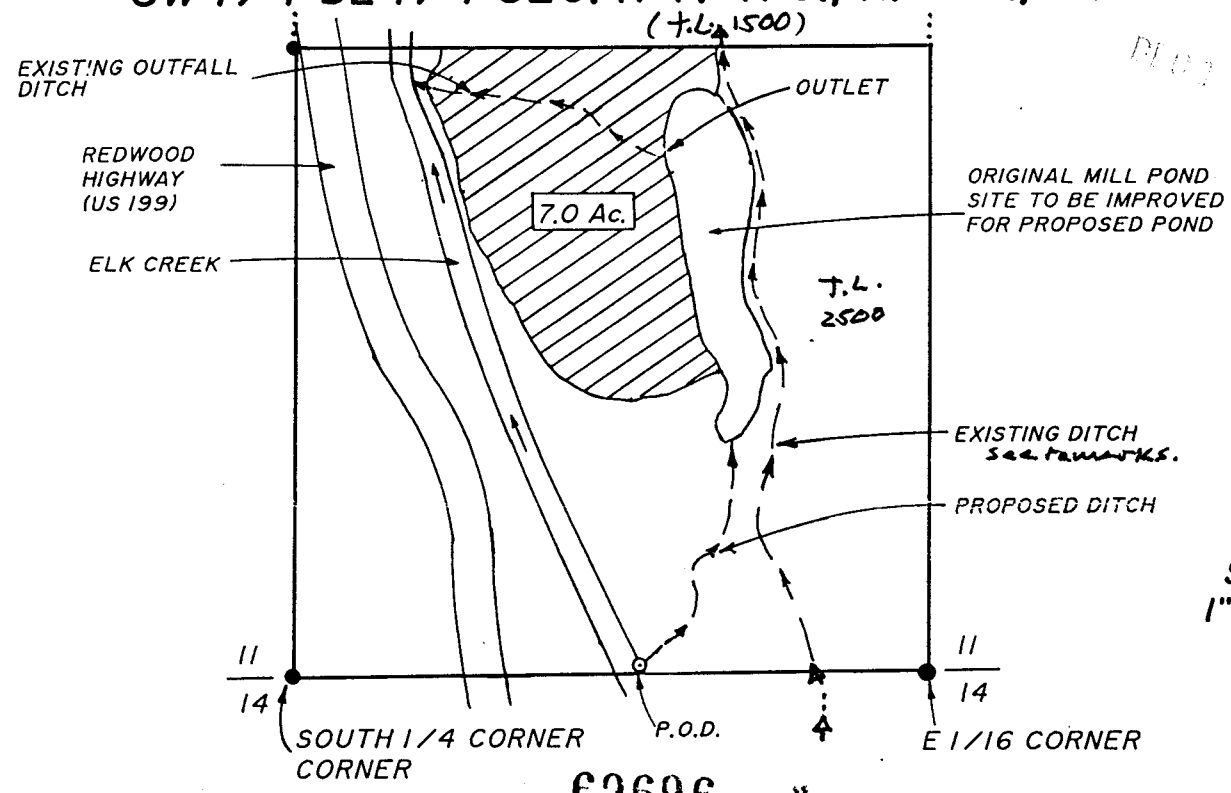 (T.L. 1500)
EXISTING OUTFALL
DITCH
OUTLET
REDWOOD
HIGHWAY
(US 199)
ORIGINAL MILL POND
SITE TO BE IMPROVED
FOR PROPOSED POND
7.0 Ac.
ELK CREEK
T.L.
2500
EXISTING DITCH
see remarks.
PROPOSED DITCH
1"
11
14
11
14
P.O.D.
SOUTH 1/4 CORNER
CORNER
E 1/16 CORNER